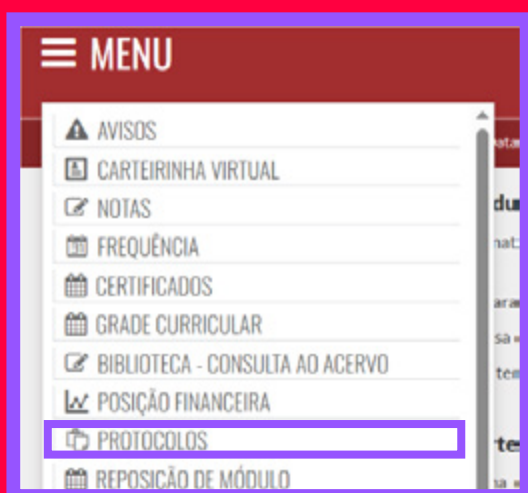 MENU
AVISOS
CARTEIRINHA VIRTUAL
NOTAS
FREQUÊNCIA
CERTIFICADOS
GRADE CURRICULAR
BIBLIOTECA - CONSULTA AO ACERVO
POSIÇÃO FINANCEIRA
PROTOCOLOS
REPOSIÇÃO DE MÓDULO